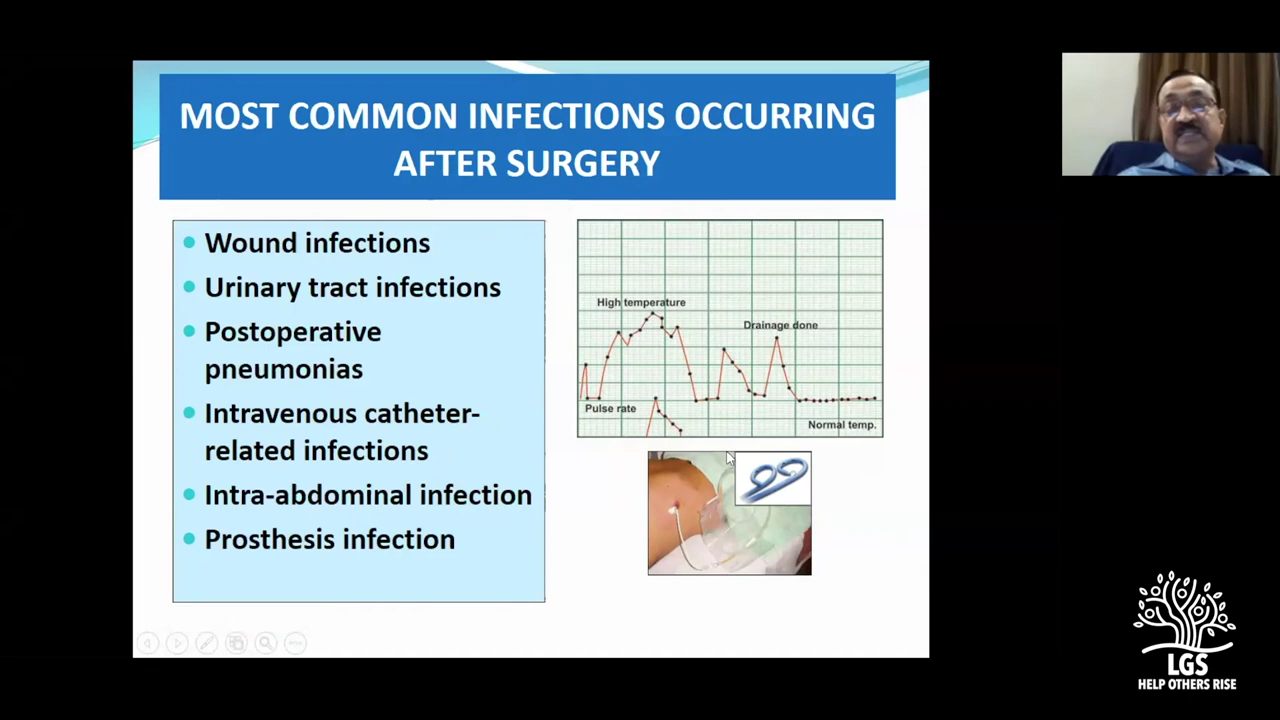 MOST COMMON INFECTIONS OCCURRING
AFTER SURGERY
Wound infections
Urinary tract infections
Postoperative
pneumonias
Intravenous catheter-
related infections
Intra-abdominal infection
Prosthesis infection
High temperature
Drainage done
Pulse rate
Normal temp.
LGS
HELP OTHERS RISE